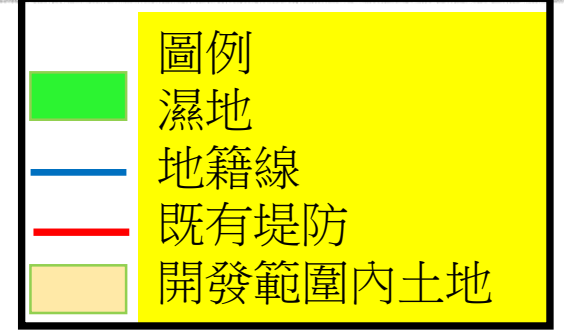 圖例
濕地
地籍線
既有堤防
開發範圍內土地